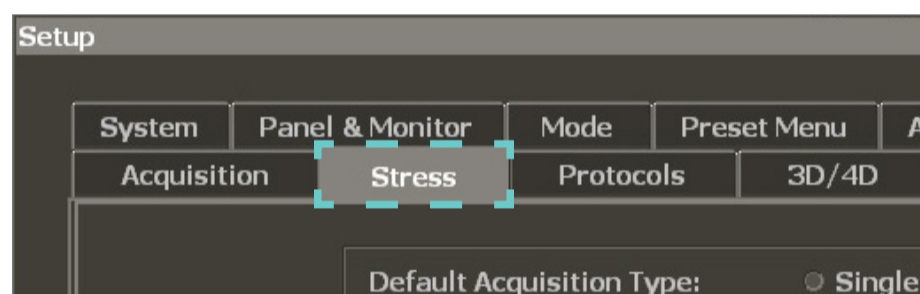 Setup
System Panel & Monitor Mode Preset Menu
Acquisition Stress Protocols 3D/4D
Default Acquisition Type: Single